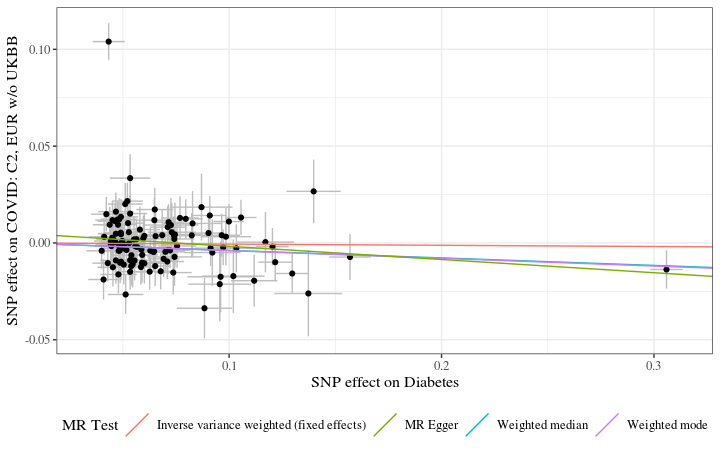 SNP effect on COVID: C2, EUR w/o UKBB
0.10
0.05
0.00
-0.05
0.1
0.2
0.3
SNP effect on Diabetes
MR Test
Inverse variance weighted (fixed effects)
MR Egger
Weighted median
Weighted mode